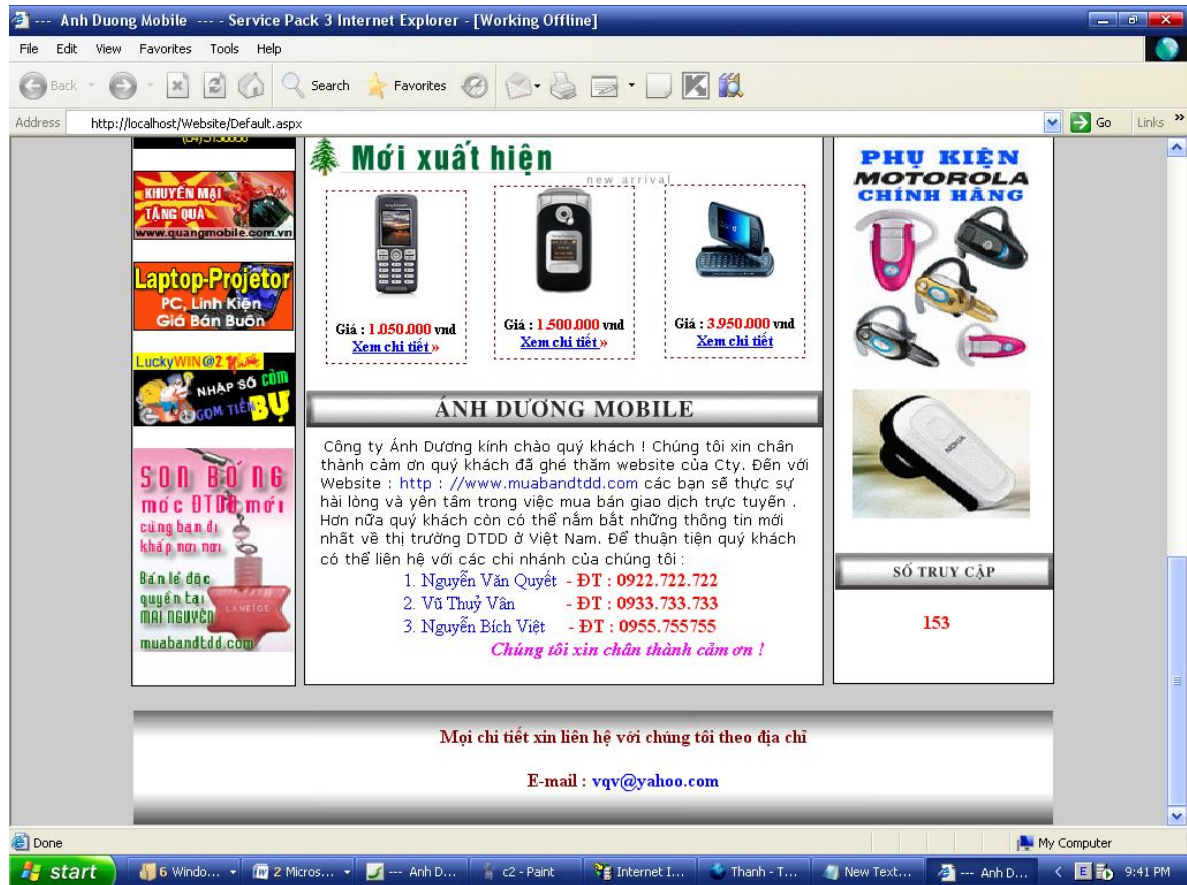 --- Anh Duong Mobile --- - Service Pack 3 Internet Explorer - [Working Offline]
File Edit View Favorites Tools Help
Back Search Favorites
Address http://localhost/Website/Default.aspx Go Links »
KHUYẾN MẠI
TẶNG QUÀ
www.quangmobile.com.vn
Laptop-Projetor
PC, Linh Kiện
Giá Bán Buôn
LuckyWIN@2
NHẬP SỐ CÒM
GOM TIỀN BỰ
SON BÓNG
móc ĐTDĐ mới
cùng bạn đi
khắp nơi nơi
Bán lẻ độc
quyền tại
MAI NGUYÊN
LANEIGE
muabandtdd.com
Mới xuất hiện
new arrival
Giá : 1.050.000 vnd
Xem chi tiết »
Giá : 1.500.000 vnd
Xem chi tiết »
Giá : 3.950.000 vnd
Xem chi tiết
ÁNH DƯƠNG MOBILE
Công ty Ánh Dương kính chào quý khách ! Chúng tôi xin chân
thành cảm ơn quý khách đã ghé thăm website của Cty. Đến với
Website : http : //www.muabandtdd.com các bạn sẽ thực sự
hài lòng và yên tâm trong việc mua bán giao dịch trực tuyến .
Hơn nữa quý khách còn có thể nắm bắt những thông tin mới
nhất về thị trường DTDD ở Việt Nam. Để thuận tiện quý khách
có thể liên hệ với các chi nhánh của chúng tôi :
1. Nguyễn Văn Quyết - ĐT : 0922.722.722
2. Vũ Thuỷ Vân - ĐT : 0933.733.733
3. Nguyễn Bích Việt - ĐT : 0955.755755
Chúng tôi xin chân thành cảm ơn !
PHỤ KIỆN
MOTOROLA
CHÍNH HÃNG
NOKIA
SỐ TRUY CẬP
153
Mọi chi tiết xin liên hệ với chúng tôi theo địa chỉ
E-mail : vqv@yahoo.com
Done My Computer
start 6 Windo... 2 Micros... --- Anh D... c2 - Paint Internet I... Thanh - T... New Text... --- Anh D... E 9:41 PM